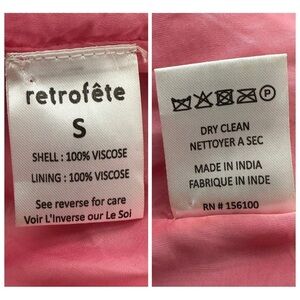 retrofête
S
SHELL : 100% VISCOSE
LINING : 100% VISCOSE
See reverse for care
Voir L'Inverse our Le Soi
P
DRY CLEAN
NETTOYER A SEC
MADE IN INDIA
FABRIQUE IN INDE
RN # 156100